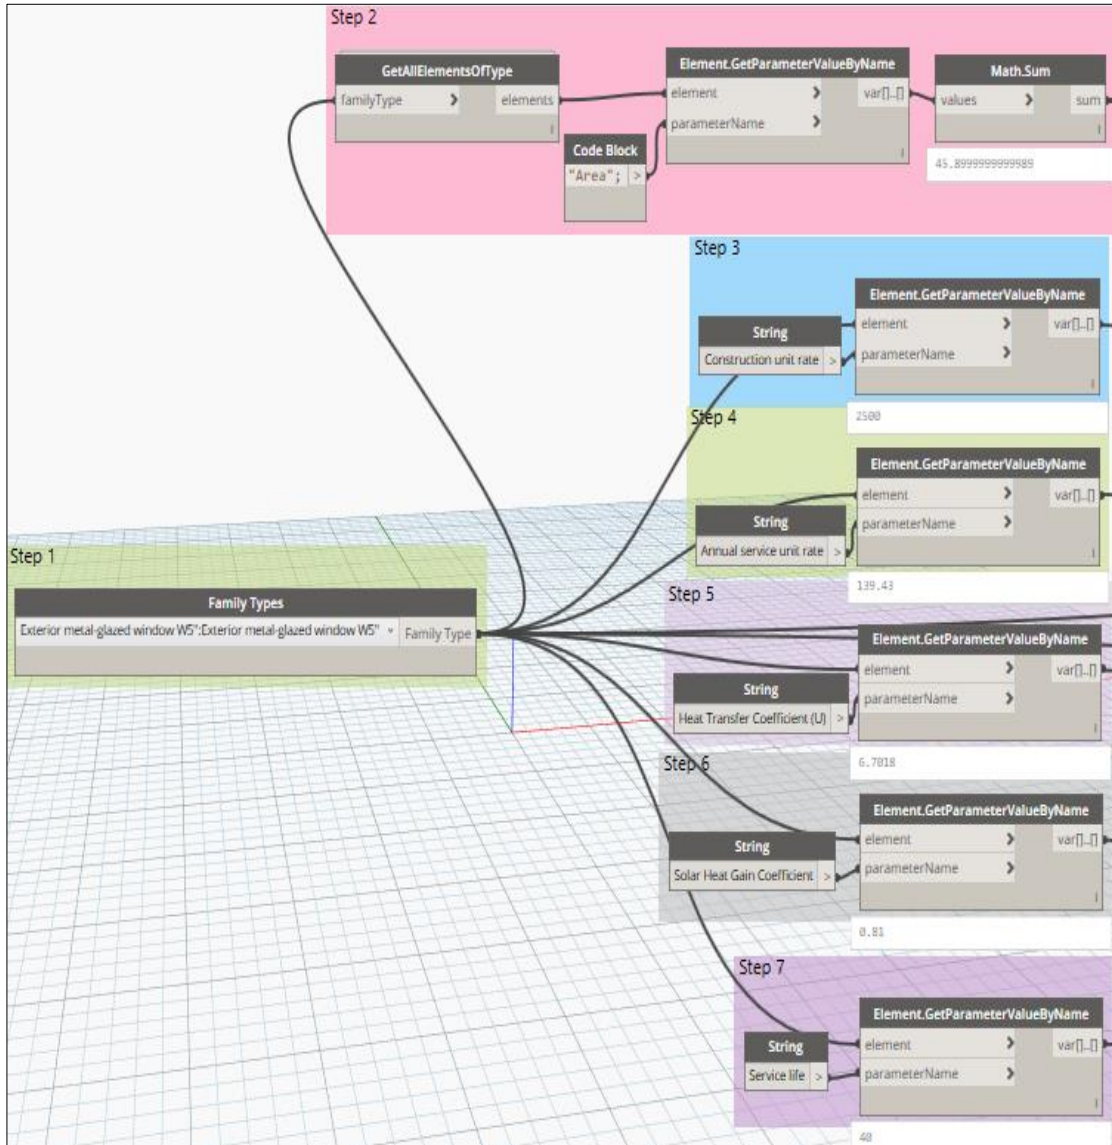 Step 2
GetAllElementsOfType
familyType > elements
Element.GetParameterValueByName
element > var[]..[]
parameterName >
Code Block
"Area"; >
Math.Sum
values > sum
45.8999999999989
Step 3
Element.GetParameterValueByName
element > var[]..[]
parameterName >
String
Construction unit rate >
2500
Step 4
Element.GetParameterValueByName
element > var[]..[]
parameterName >
String
Annual service unit rate >
139.43
Step 1
Family Types
Exterior metal-glazed window W5":Exterior metal-glazed window W5" Family Type
Step 5
Element.GetParameterValueByName
element > var[]..[]
parameterName >
String
Heat Transfer Coefficient (U) >
6.7018
Step 6
Element.GetParameterValueByName
element > var[]..[]
parameterName >
String
Solar Heat Gain Coefficient >
0.81
Step 7
Element.GetParameterValueByName
element > var[]..[]
parameterName >
String
Service life >
40